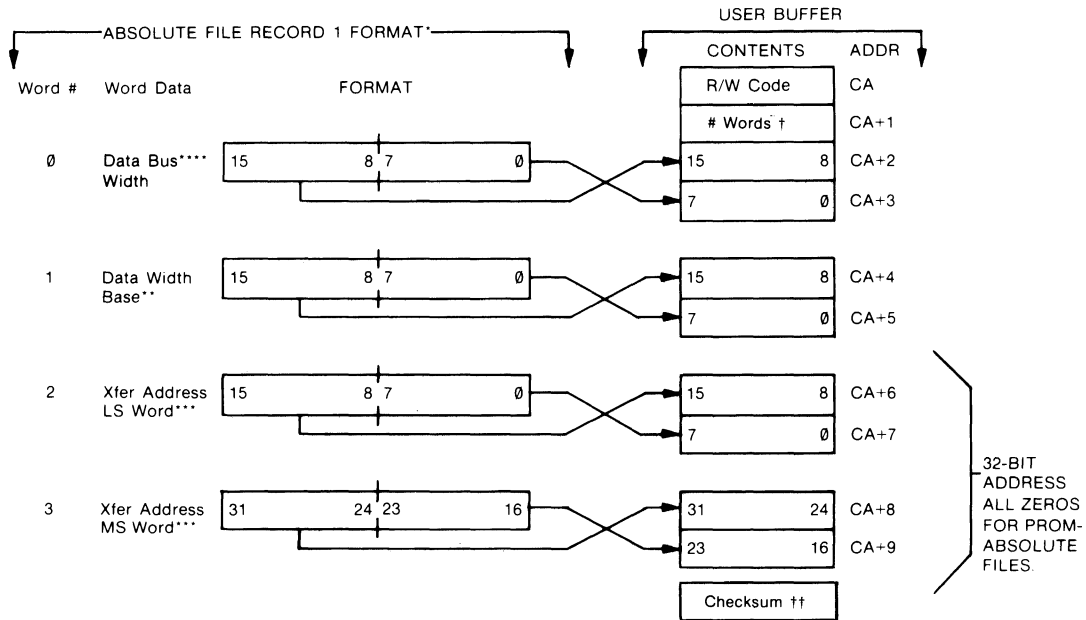 USER BUFFER
ABSOLUTE FILE RECORD 1 FORMAT*
CONTENTS ADDR
Word # Word Data FORMAT
R/W Code CA
# Words † CA+1
Ø Data Bus**** Width
15 8 7 Ø
15 8 CA+2
7 Ø CA+3
1 Data Width Base**
15 8 7 Ø
15 8 CA+4
7 Ø CA+5
2 Xfer Address LS Word***
15 8 7 Ø
15 8 CA+6
7 Ø CA+7
3 Xfer Address MS Word***
31 24 23 16
31 24 CA+8
23 16 CA+9
32-BIT
ADDRESS
ALL ZEROS
FOR PROM-
ABSOLUTE
FILES.
Checksum ††